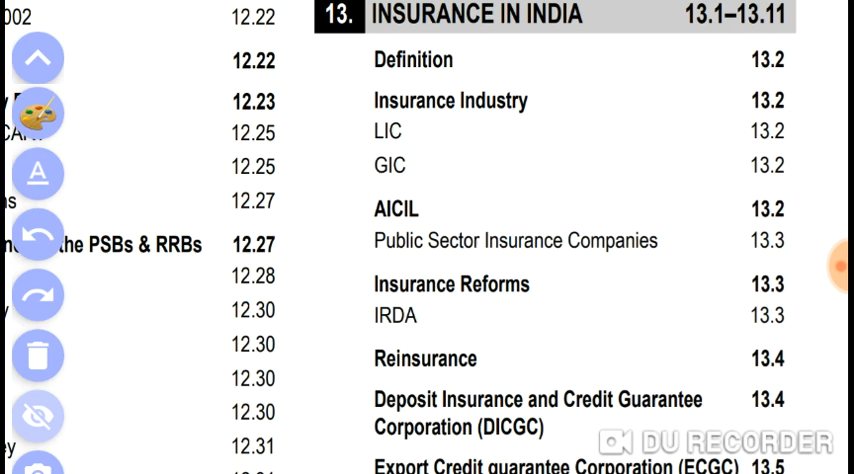 002 12.22
12.22
12.23
12.25
12.25
12.27
the PSBs & RRBs 12.27
12.28
12.30
12.30
12.30
12.30
12.31
13. INSURANCE IN INDIA 13.1–13.11
Definition 13.2
Insurance Industry 13.2
LIC 13.2
GIC 13.2
AICIL 13.2
Public Sector Insurance Companies 13.3
Insurance Reforms 13.3
IRDA 13.3
Reinsurance 13.4
Deposit Insurance and Credit Guarantee 13.4
Corporation (DICGC)
Export Credit guarantee Corporation (ECGC) 13.5
DU RECORDER